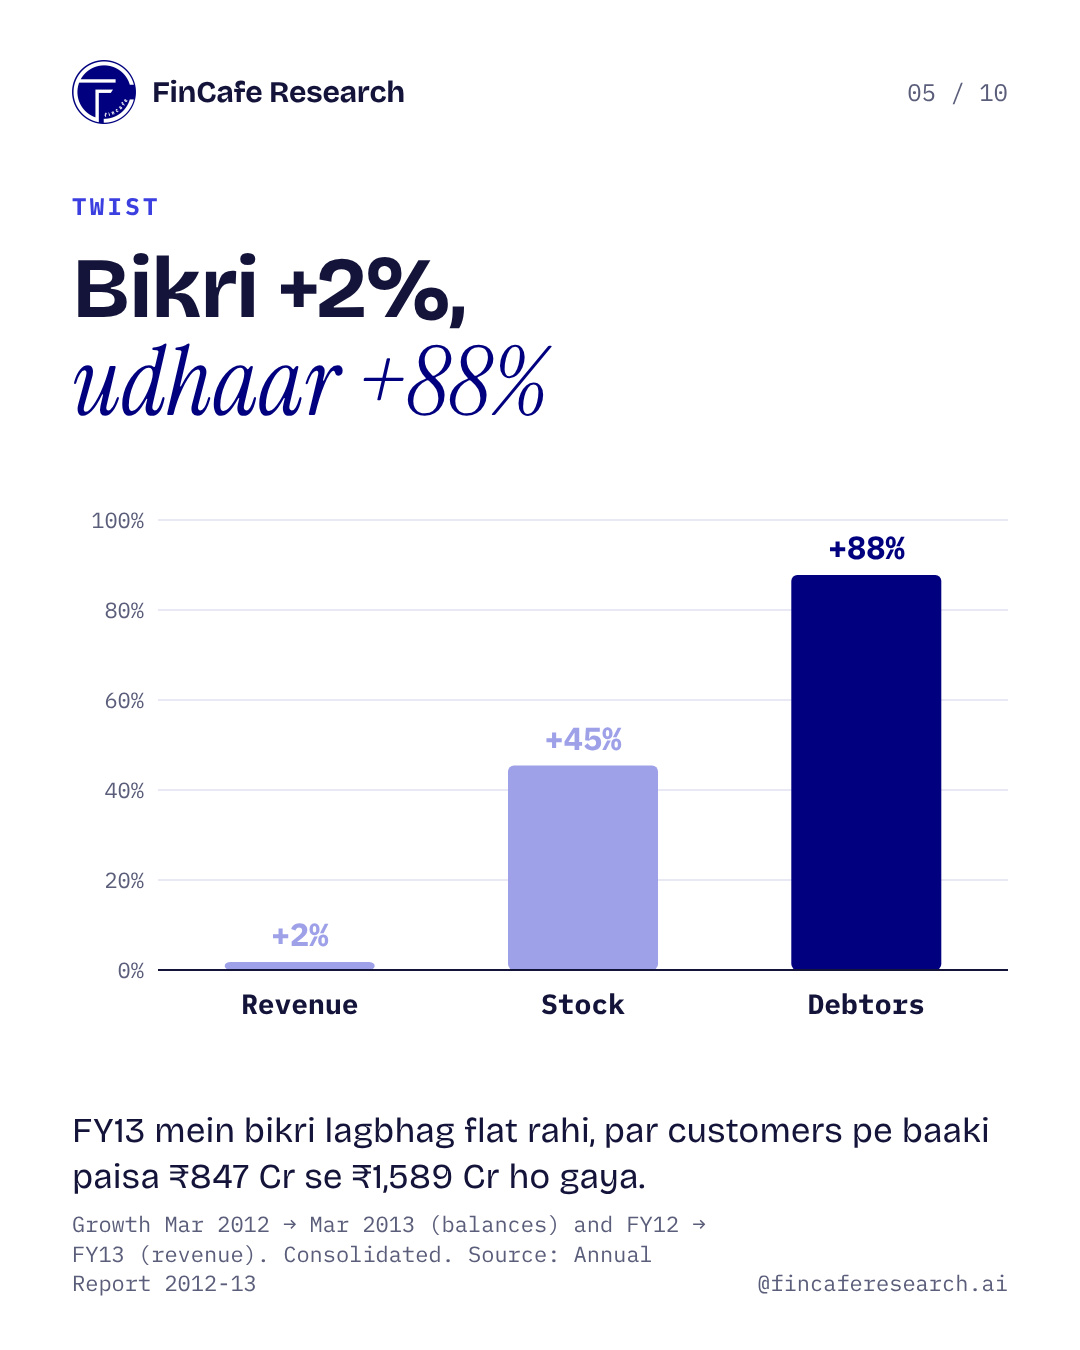 FinCafe Research
05 / 10
TWIST
Bikri +2%,
udhaar +88%
100%
80%
60%
40%
20%
0%
+2%
+45%
+88%
Revenue
Stock
Debtors
FY13 mein bikri lagbhag flat rahi, par customers pe baaki
paisa ₹847 Cr se ₹1,589 Cr ho gaya.
Growth Mar 2012 → Mar 2013 (balances) and FY12 →
FY13 (revenue). Consolidated. Source: Annual
Report 2012-13
@fincaferesearch.ai